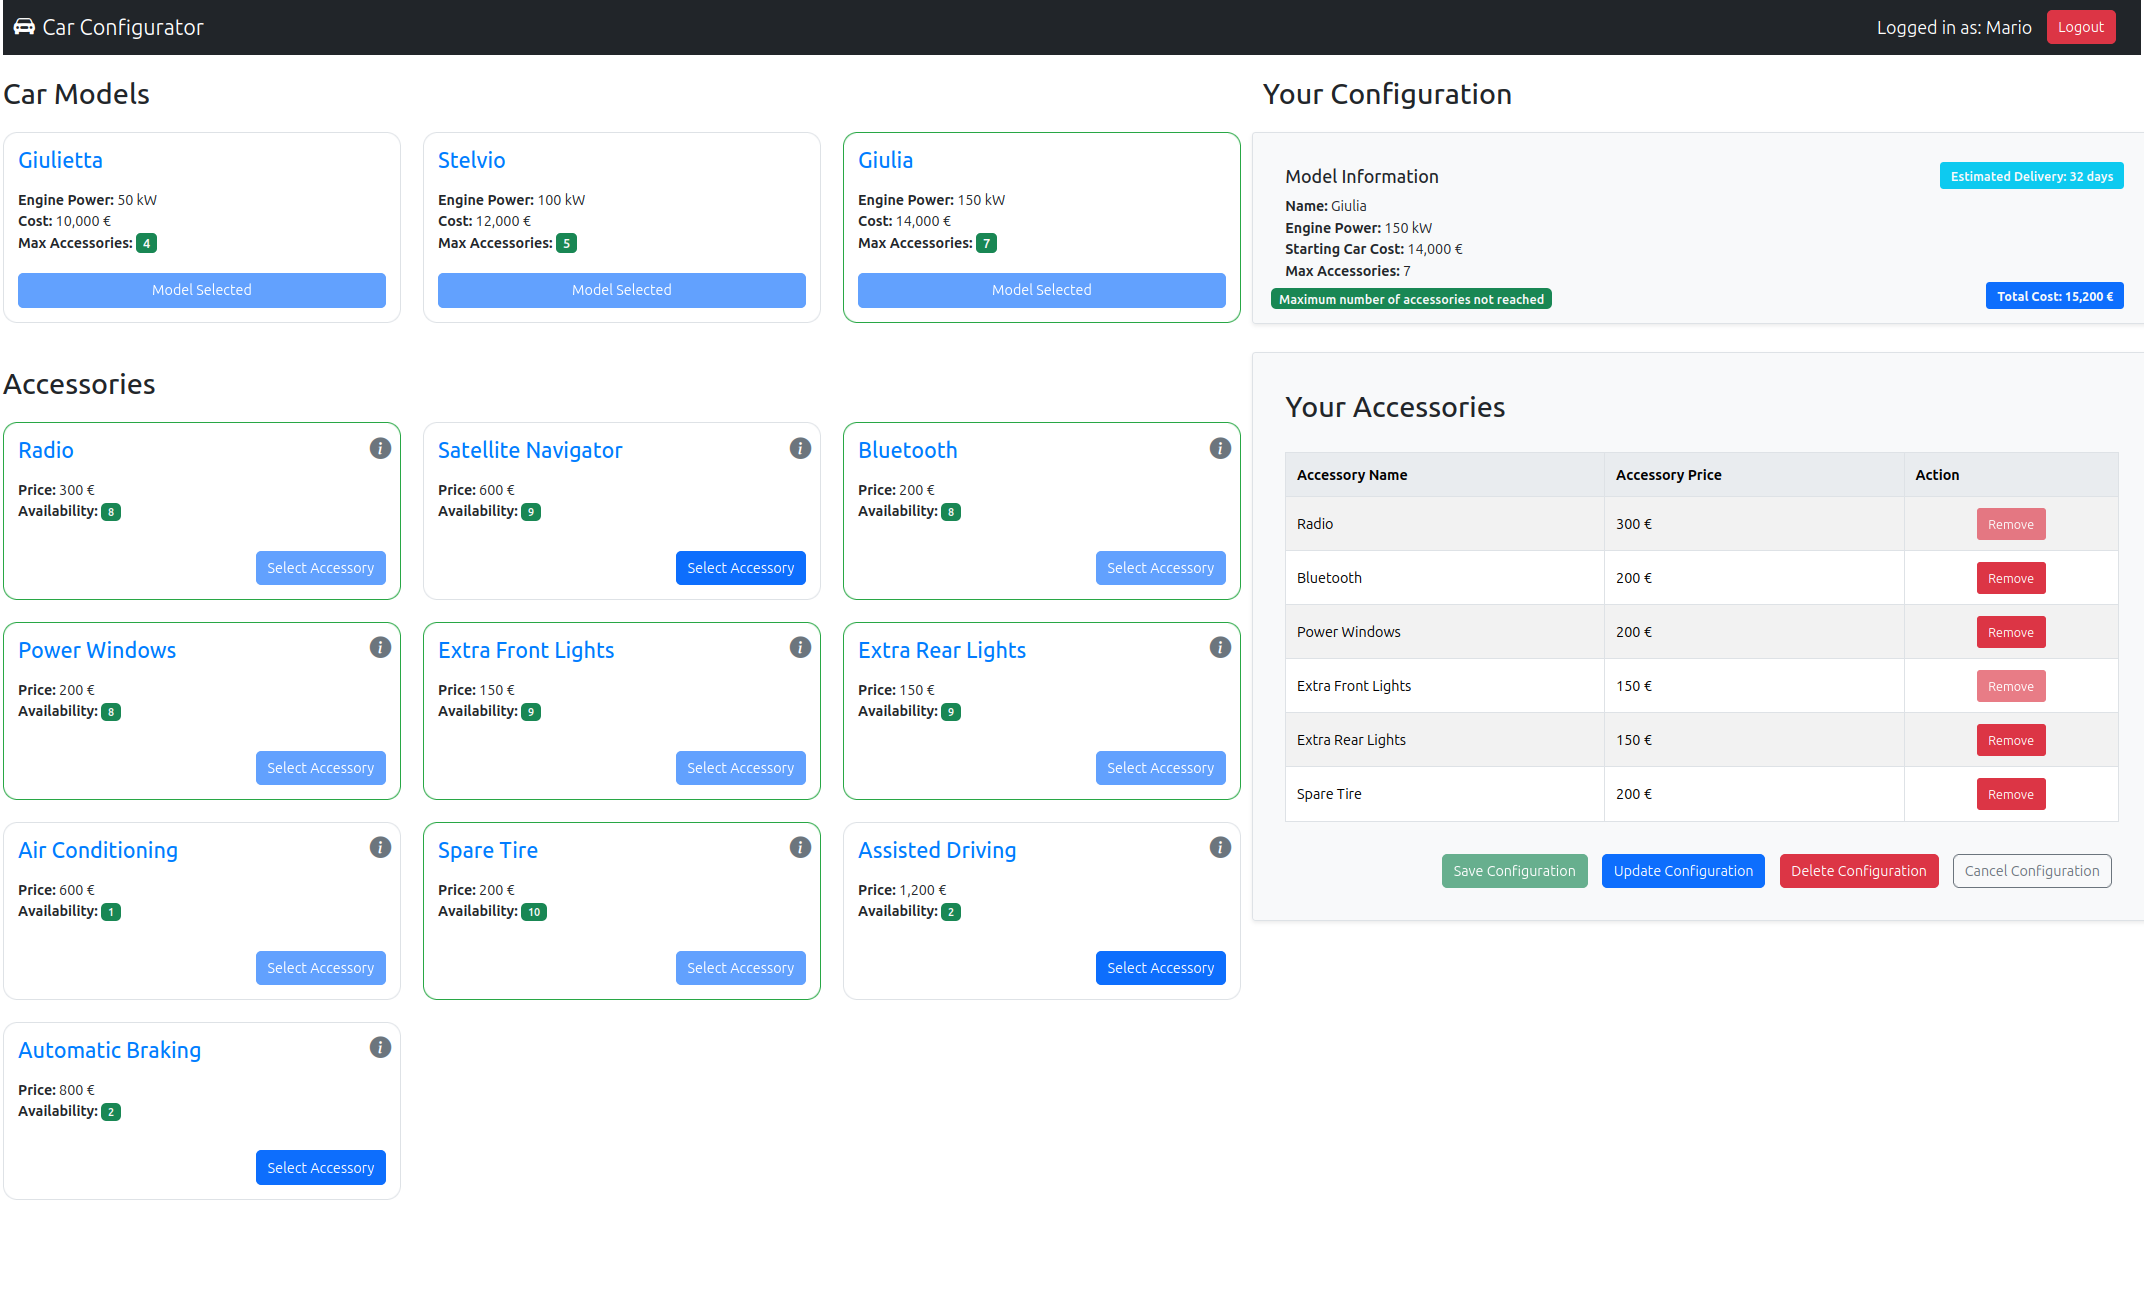 Car Configurator
Logged in as: Mario
Logout
Car Models
Giulietta
Engine Power: 50 kW
Cost: 10,000 €
Max Accessories: 4
Model Selected
Stelvio
Engine Power: 100 kW
Cost: 12,000 €
Max Accessories: 5
Model Selected
Giulia
Engine Power: 150 kW
Cost: 14,000 €
Max Accessories: 7
Model Selected
Accessories
Radio
Price: 300 €
Availability: 8
Select Accessory
Satellite Navigator
Price: 600 €
Availability: 9
Select Accessory
Bluetooth
Price: 200 €
Availability: 8
Select Accessory
Power Windows
Price: 200 €
Availability: 8
Select Accessory
Extra Front Lights
Price: 150 €
Availability: 9
Select Accessory
Extra Rear Lights
Price: 150 €
Availability: 9
Select Accessory
Air Conditioning
Price: 600 €
Availability: 1
Select Accessory
Spare Tire
Price: 200 €
Availability: 10
Select Accessory
Assisted Driving
Price: 1,200 €
Availability: 2
Select Accessory
Automatic Braking
Price: 800 €
Availability: 2
Select Accessory
Your Configuration
Model Information
Estimated Delivery: 32 days
Name: Giulia
Engine Power: 150 kW
Starting Car Cost: 14,000 €
Max Accessories: 7
Maximum number of accessories not reached
Total Cost: 15,200 €
Your Accessories
Accessory Name Accessory Price Action
Radio 300 € Remove
Bluetooth 200 € Remove
Power Windows 200 € Remove
Extra Front Lights 150 € Remove
Extra Rear Lights 150 € Remove
Spare Tire 200 € Remove
Save Configuration Update Configuration Delete Configuration Cancel Configuration